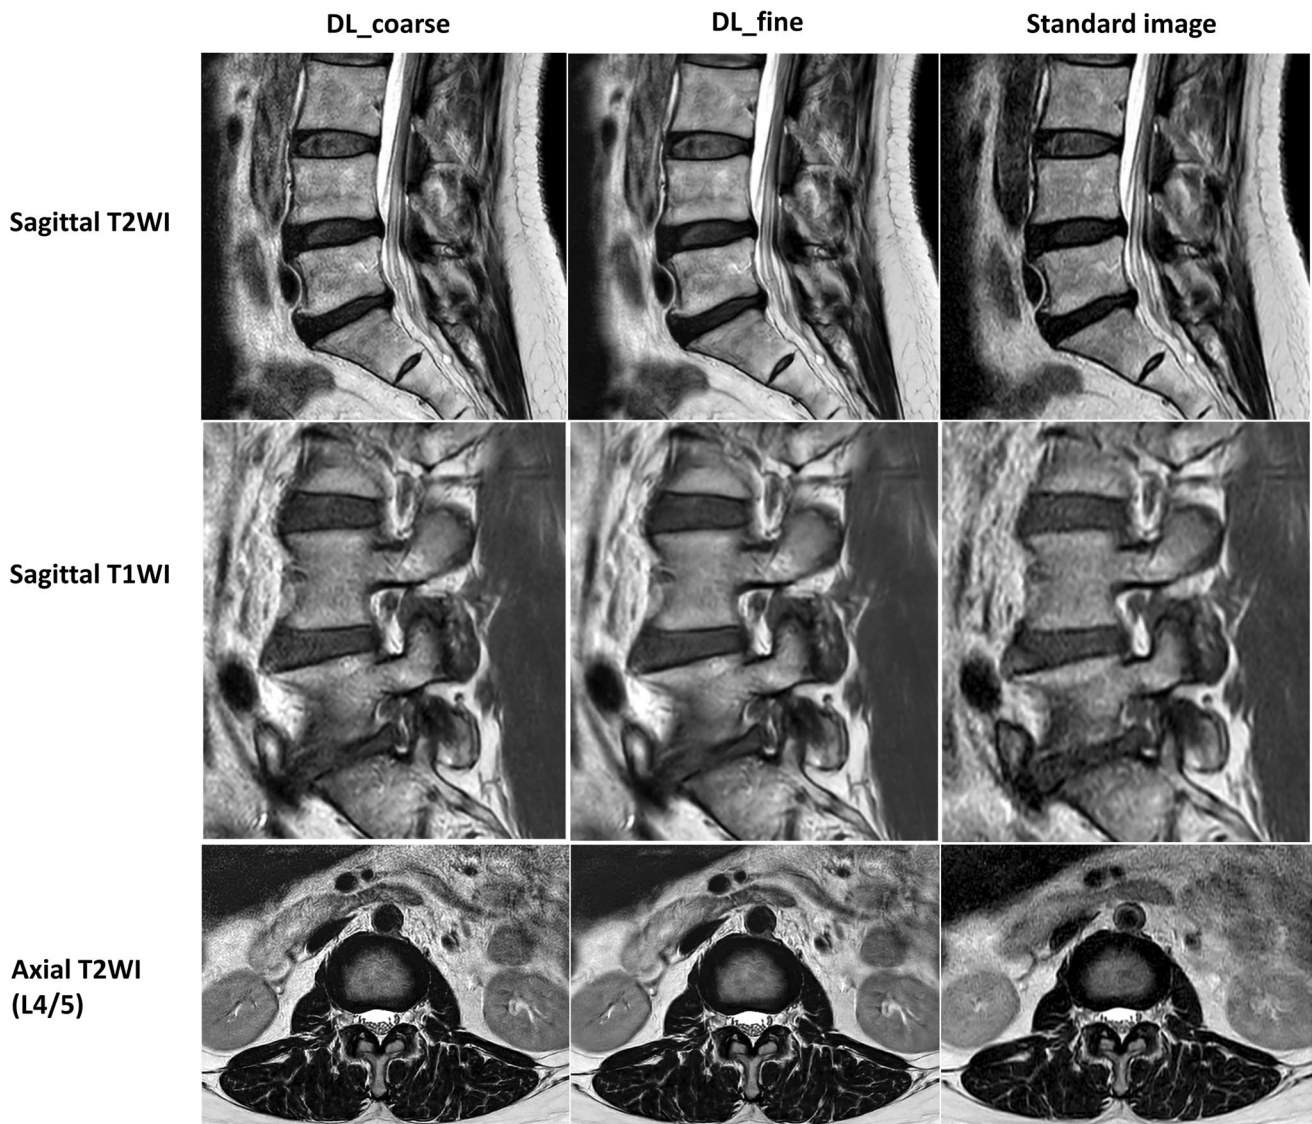 DL_coarse
DL_fine
Standard image
Sagittal T2WI
Sagittal T1WI
Axial T2WI
(L4/5)